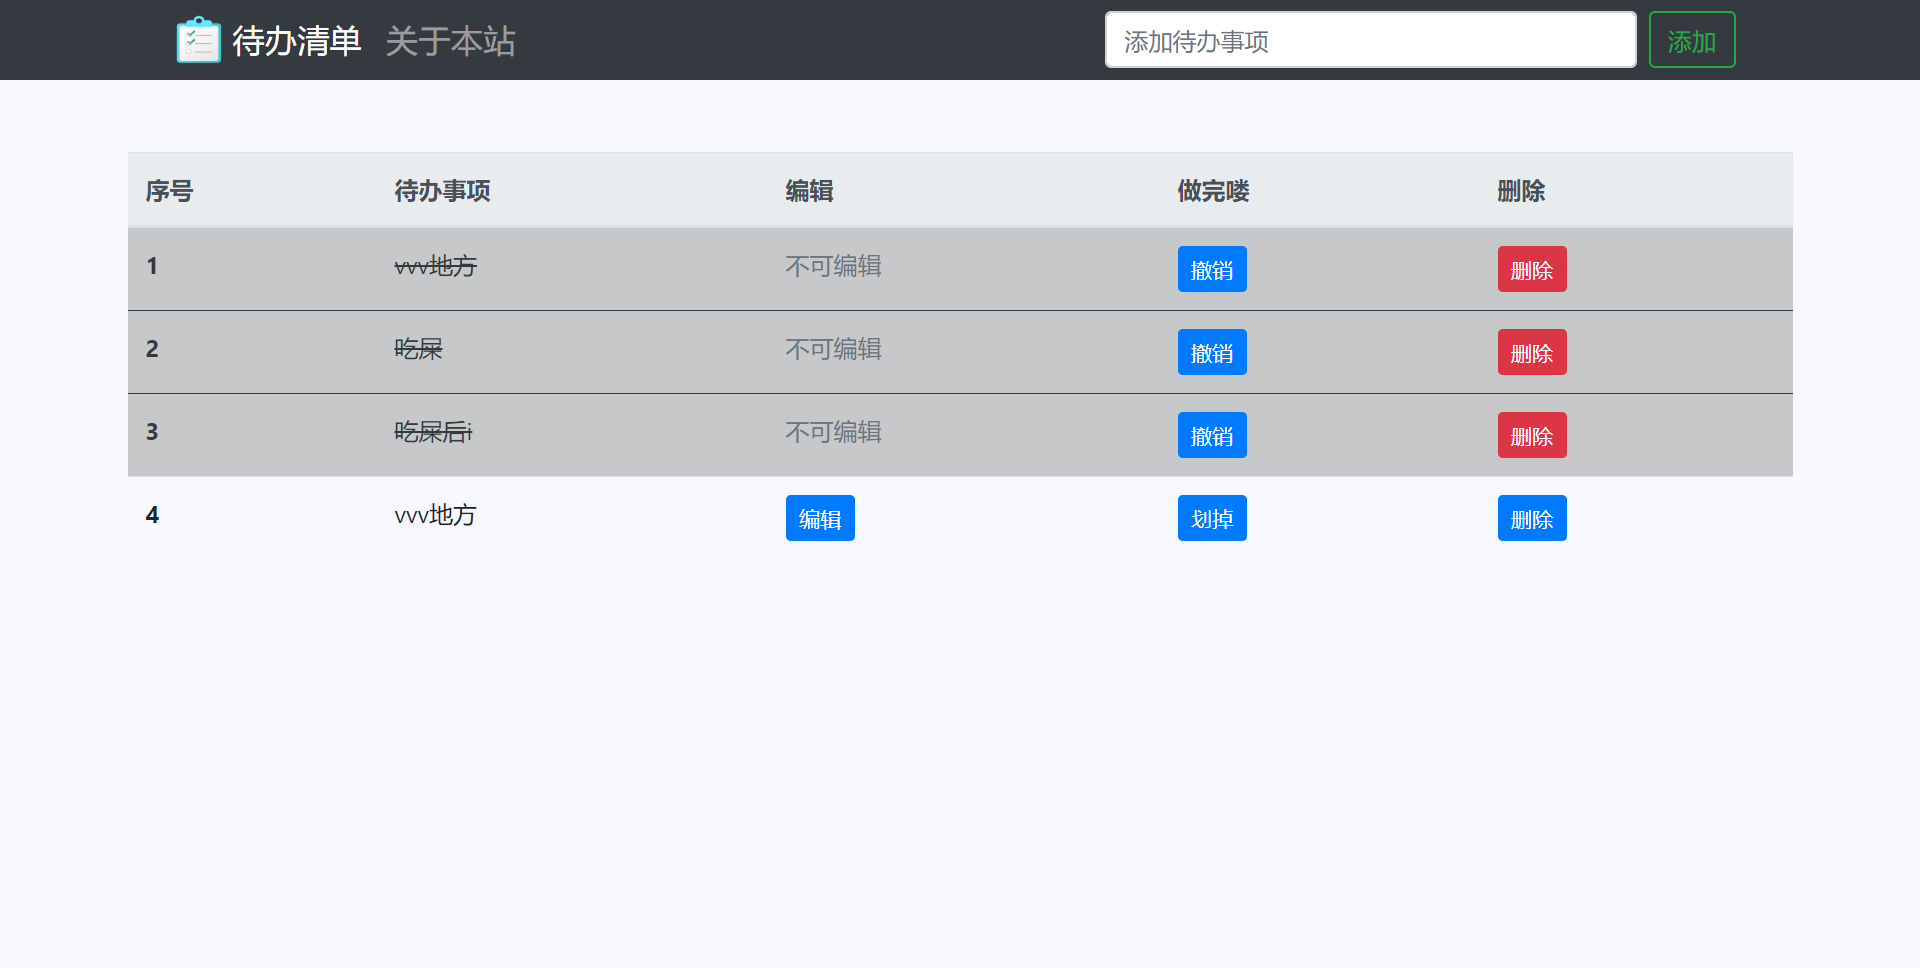 待办清单 关于本站 添加待办事项 添加
序号 待办事项 编辑 做完喽 删除
1 vvv地方 不可编辑 撤销 删除
2 吃屎 不可编辑 撤销 删除
3 吃屎后i 不可编辑 撤销 删除
4 vvv地方 编辑 划掉 删除